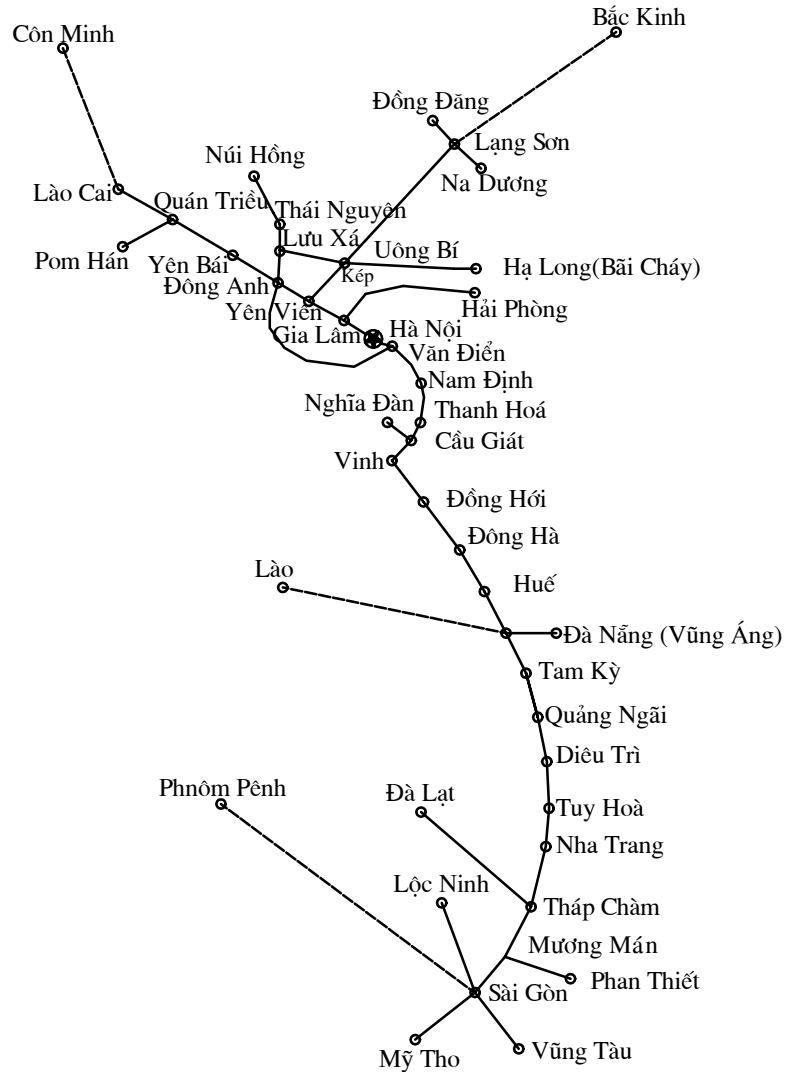 Bắc Kinh
Côn Minh
Đồng Đăng
Lạng Sơn
Núi Hồng
Na Dương
Lào Cai
Quán Triều
Thái Nguyên
Lưu Xá
Uông Bí
Pom Hán
Yên Bái
Kép
Hạ Long(Bãi Cháy)
Đông Anh
Yên Viên
Hải Phòng
Gia Lâm
Hà Nội
Văn Điển
Nam Định
Nghĩa Đàn
Thanh Hoá
Cầu Giát
Vinh
Đồng Hới
Đông Hà
Lào
Huế
Đà Nẵng (Vũng Áng)
Tam Kỳ
Quảng Ngãi
Diêu Trì
Phnôm Pênh
Đà Lạt
Tuy Hoà
Nha Trang
Lộc Ninh
Tháp Chàm
Mương Mán
Phan Thiết
Sài Gòn
Mỹ Tho
Vũng Tàu